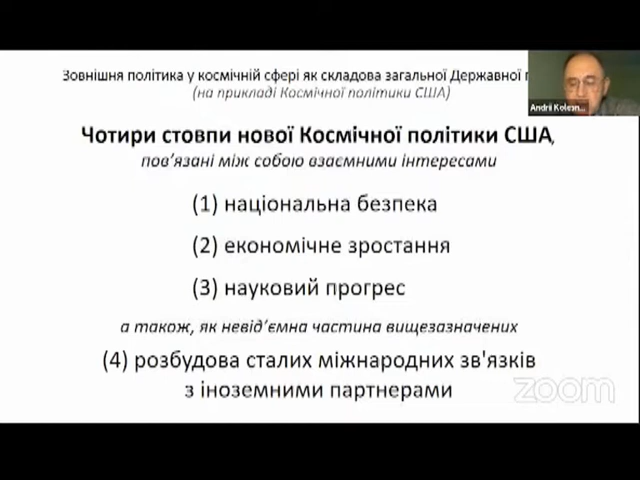 Зовнішня політика у космічній сфері як складова загальної Державної п
(на прикладі Космічної політики США)
Andrii Kolezn...
Чотири стовпи нової Космічної політики США,
пов’язані між собою взаємними інтересами
(1) національна безпека
(2) економічне зростання
(3) науковий прогрес
а також, як невід’ємна частина вищезазначених
(4) розбудова сталих міжнародних зв'язків
з іноземними партнерами
zoom